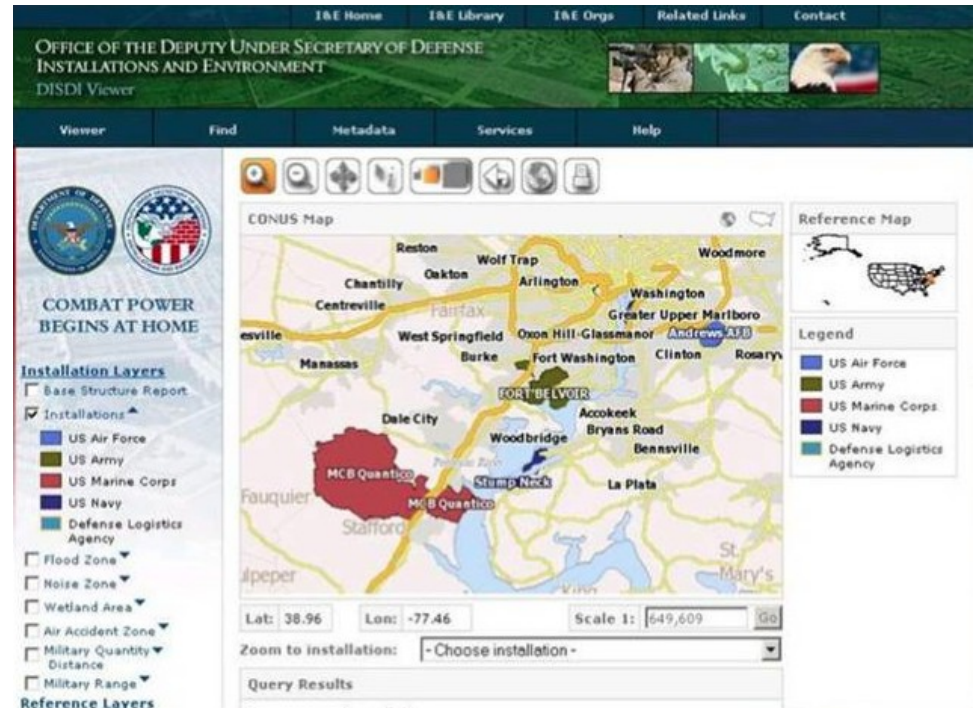 I&E Home I&E Library I&E Orgs Related Links Contact
OFFICE OF THE DEPUTY UNDER SECRETARY OF DEFENSE
INSTALLATIONS AND ENVIRONMENT
DISDI Viewer
Viewer Find Metadata Services Help
COMBAT POWER
BEGINS AT HOME
Installation Layers
Base Structure Report
Installations
US Air Force
US Army
US Marine Corps
US Navy
Defense Logistics
Agency
Flood Zone
Noise Zone
Wetland Area
Air Accident Zone
Military Quantity
Distance
Military Range
Reference Layers
CONUS Map
Reston
Wolf Trap
Woodmore
Oakton
Chantilly
Arlington
Washington
Centreville
Fairfax
Greater Upper Marlboro
esville
West Springfield
Oxon Hill-Glassmanor
Andrews AFB
Manassas
Burke
Fort Washington
Clinton
Rosary
FORT BELVOIR
Dale City
Accokeek
Woodbridge
Bryans Road
Bennsville
MCB Quantico
Stump Neck
La Plata
Fauquier
MCB Quantico
Stafford
St.
Mary's
ulpeper
King
Lat: 38.96 Lon: -77.46 Scale 1: 649,609 Go
Zoom to installation: - Choose installation -
Query Results
Reference Map
Legend
US Air Force
US Army
US Marine Corps
US Navy
Defense Logistics
Agency